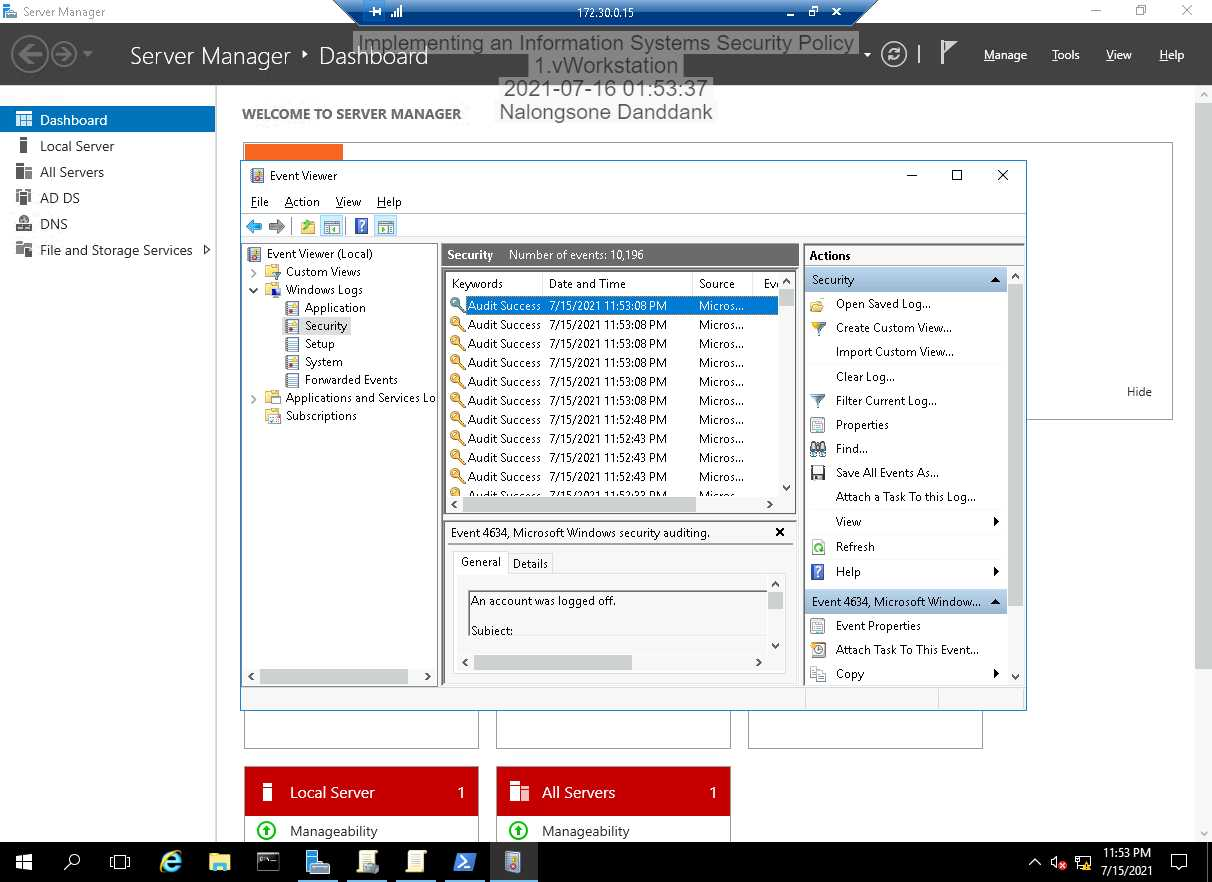 Server Manager
172.30.0.15
Implementing an Information Systems Security Policy
1.vWorkstation
2021-07-16 01:53:37
Nalongsone Danddank
Server Manager • Dashboard
Manage Tools View Help
Dashboard
Local Server
All Servers
AD DS
DNS
File and Storage Services
WELCOME TO SERVER MANAGER
Hide
Event Viewer
File Action View Help
Event Viewer (Local)
Custom Views
Windows Logs
Application
Security
Setup
System
Forwarded Events
Applications and Services Lo
Subscriptions
Security Number of events: 10,196
Keywords Date and Time Source Ev
Audit Success 7/15/2021 11:53:08 PM Micros...
Audit Success 7/15/2021 11:53:08 PM Micros...
Audit Success 7/15/2021 11:53:08 PM Micros...
Audit Success 7/15/2021 11:53:08 PM Micros...
Audit Success 7/15/2021 11:53:08 PM Micros...
Audit Success 7/15/2021 11:53:08 PM Micros...
Audit Success 7/15/2021 11:52:48 PM Micros...
Audit Success 7/15/2021 11:52:43 PM Micros...
Audit Success 7/15/2021 11:52:43 PM Micros...
Audit Success 7/15/2021 11:52:43 PM Micros...
Audit Success 7/15/2021 11:52:33 PM Micros...
Event 4634, Microsoft Windows security auditing.
General Details
An account was logged off.
Subject:
Actions
Security
Open Saved Log...
Create Custom View...
Import Custom View...
Clear Log...
Filter Current Log...
Properties
Find...
Save All Events As...
Attach a Task To this Log...
View
Refresh
Help
Event 4634, Microsoft Window...
Event Properties
Attach Task To This Event...
Copy
Local Server 1
Manageability
All Servers 1
Manageability
11:53 PM
7/15/2021